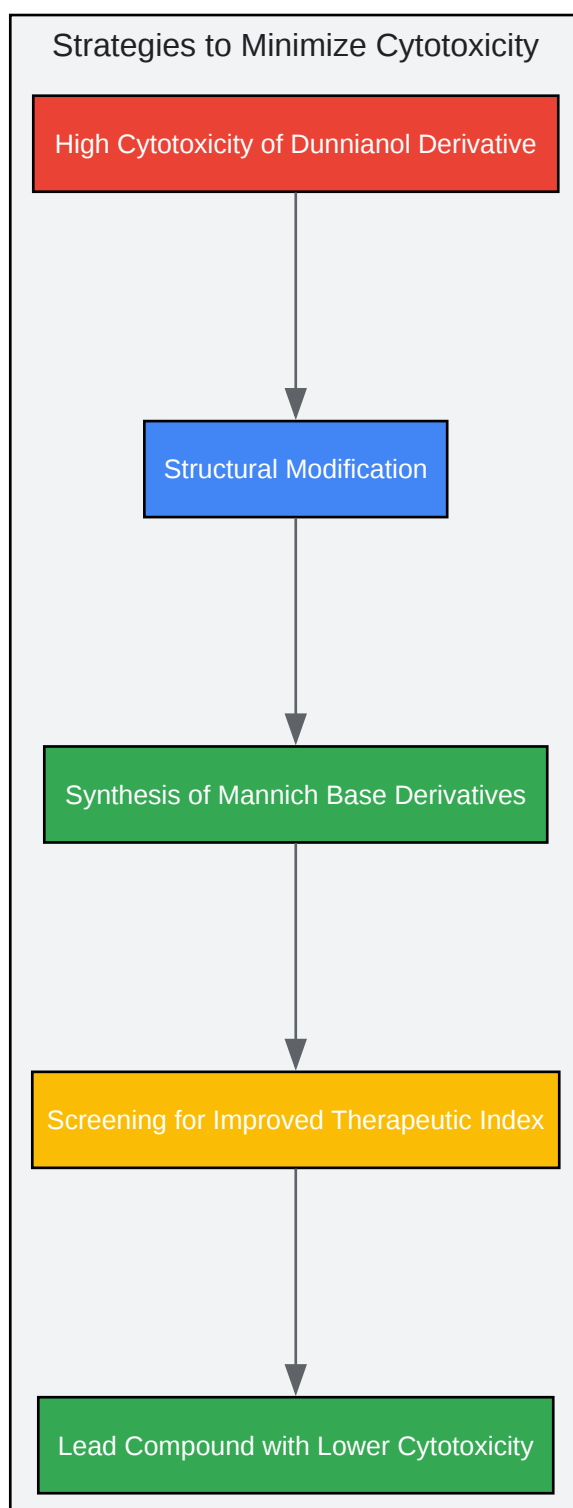 Strategies to Minimize Cytotoxicity
High Cytotoxicity of Dunnianol Derivative
Structural Modification
Synthesis of Mannich Base Derivatives
Screening for Improved Therapeutic Index
Lead Compound with Lower Cytotoxicity